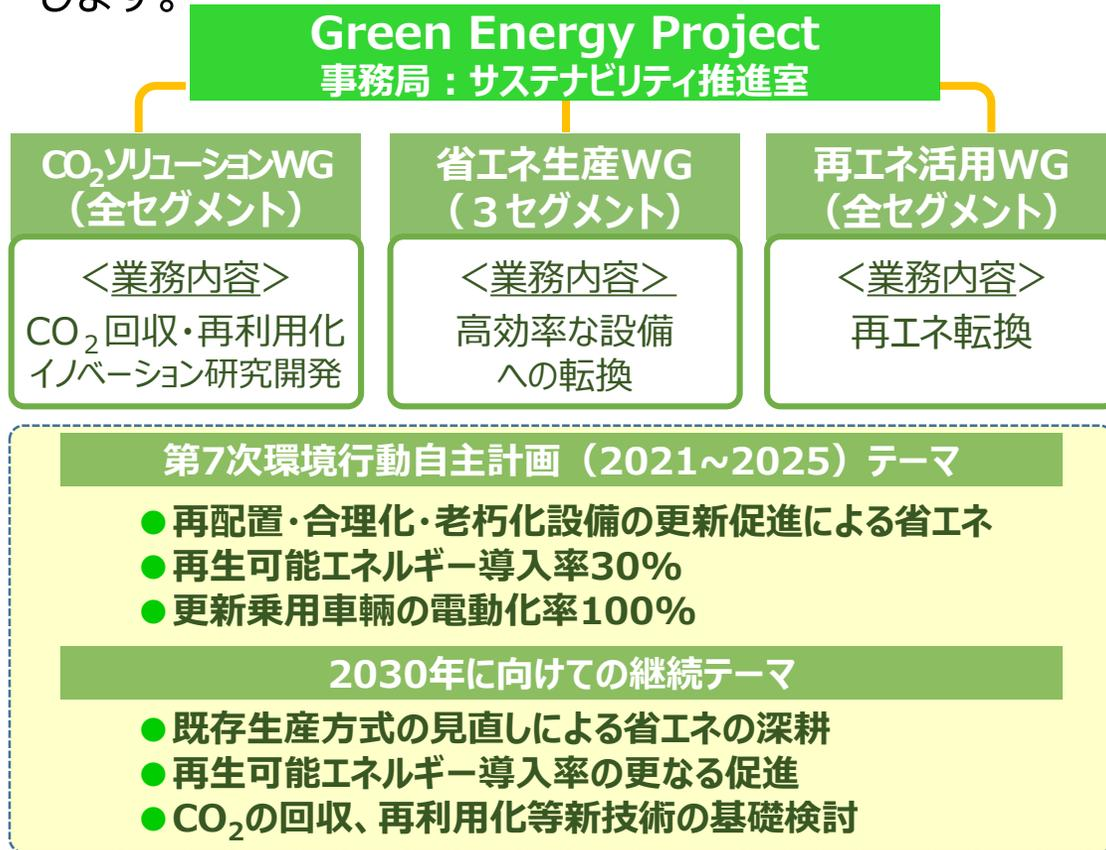 します。
Green Energy Project
事務局：サステナビリティ推進室
CO₂ソリューションWG
（全セグメント）
＜業務内容＞
CO₂回収・再利用化
イノベーション研究開発
省エネ生産WG
（３セグメント）
＜業務内容＞
高効率な設備
への転換
再エネ活用WG
（全セグメント）
＜業務内容＞
再エネ転換
第7次環境行動自主計画（2021~2025）テーマ
●再配置・合理化・老朽化設備の更新促進による省エネ
●再生可能エネルギー導入率30%
●更新乗用車輌の電動化率100%
2030年に向けての継続テーマ
●既存生産方式の見直しによる省エネの深耕
●再生可能エネルギー導入率の更なる促進
●CO₂の回収、再利用化等新技術の基礎検討